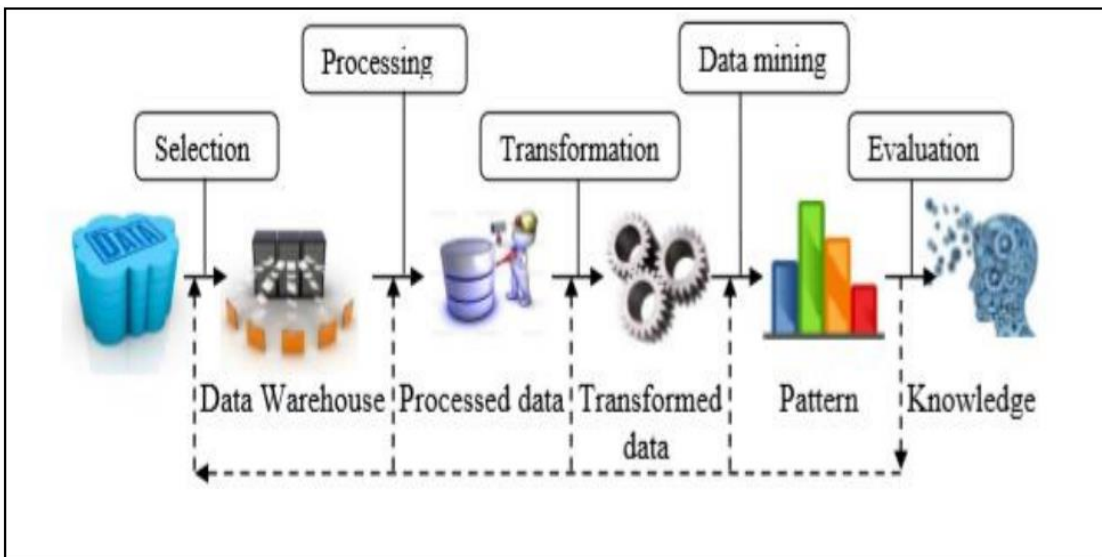 Processing
Data mining
Selection
Transformation
Evaluation
DATA
Data Warehouse
Processed data
Transformed
data
Pattern
Knowledge